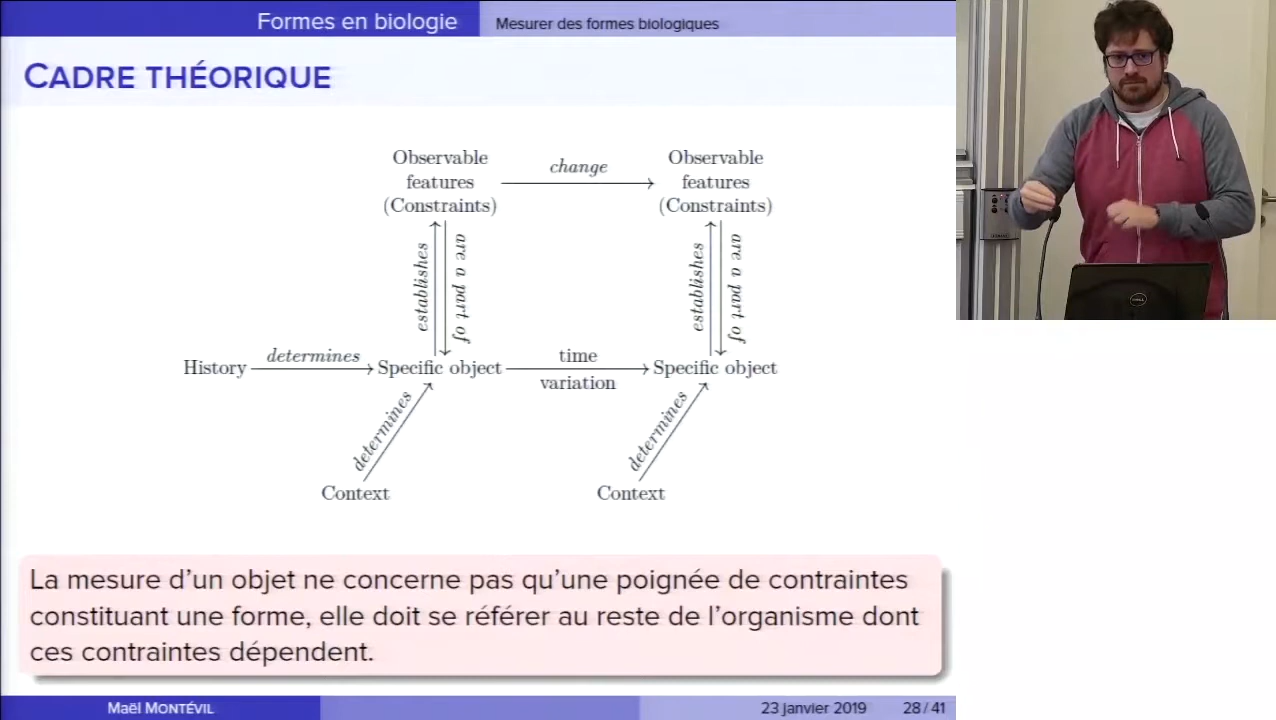 Formes en biologie Mesurer des formes biologiques
CADRE THÉORIQUE
Observable
features
(Constraints)
change
Observable
features
(Constraints)
establishes
are a part of
establishes
are a part of
History
determines
Specific object
time
variation
Specific object
determines
determines
Context
Context
La mesure d'un objet ne concerne pas qu'une poignée de contraintes
constituant une forme, elle doit se référer au reste de l'organisme dont
ces contraintes dépendent.
Maël MONTÉVIL 23 janvier 2019 28 / 41
DELL